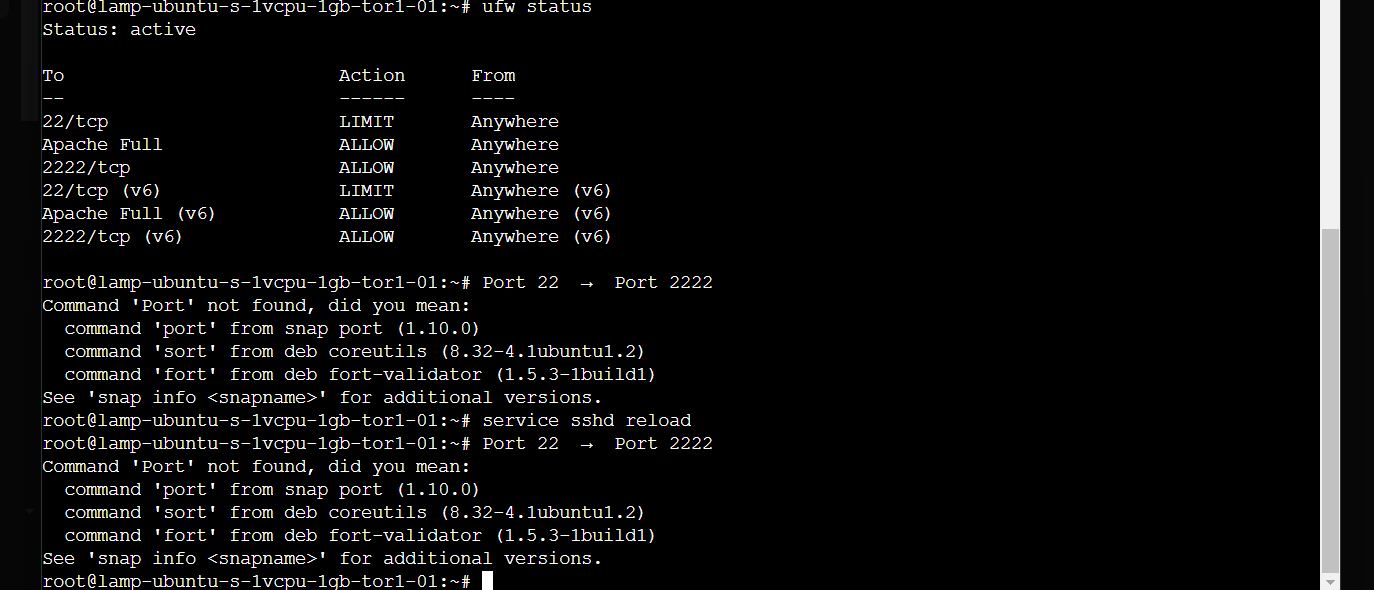 root@lamp-ubuntu-s-1vcpu-1gb-tor1-01:~# ufw status
Status: active
To                         Action      From
--                         ------      ----
22/tcp                     LIMIT       Anywhere
Apache Full                ALLOW       Anywhere
2222/tcp                   ALLOW       Anywhere
22/tcp (v6)                LIMIT       Anywhere (v6)
Apache Full (v6)           ALLOW       Anywhere (v6)
2222/tcp (v6)              ALLOW       Anywhere (v6)
root@lamp-ubuntu-s-1vcpu-1gb-tor1-01:~# Port 22  →  Port 2222
Command 'Port' not found, did you mean:
  command 'port' from snap port (1.10.0)
  command 'sort' from deb coreutils (8.32-4.1ubuntu1.2)
  command 'fort' from deb fort-validator (1.5.3-1build1)
See 'snap info <snapname>' for additional versions.
root@lamp-ubuntu-s-1vcpu-1gb-tor1-01:~# service sshd reload
root@lamp-ubuntu-s-1vcpu-1gb-tor1-01:~# Port 22  →  Port 2222
Command 'Port' not found, did you mean:
  command 'port' from snap port (1.10.0)
  command 'sort' from deb coreutils (8.32-4.1ubuntu1.2)
  command 'fort' from deb fort-validator (1.5.3-1build1)
See 'snap info <snapname>' for additional versions.
root@lamp-ubuntu-s-1vcpu-1gb-tor1-01:~#